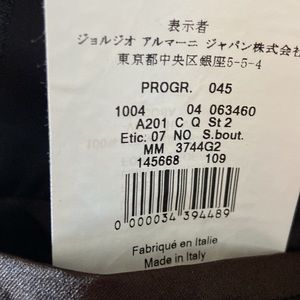 表示者
ジョルジオ アルマーニ ジャパン株式会
東京都中央区銀座5-5-4
PROGR. 045
1004 04 063460
A201 C Q St 2
Etic. 07 NO S.bout.
MM 3744G2
145668 109
0 000034 394489
Fabriqué en Italie
Made in Italy